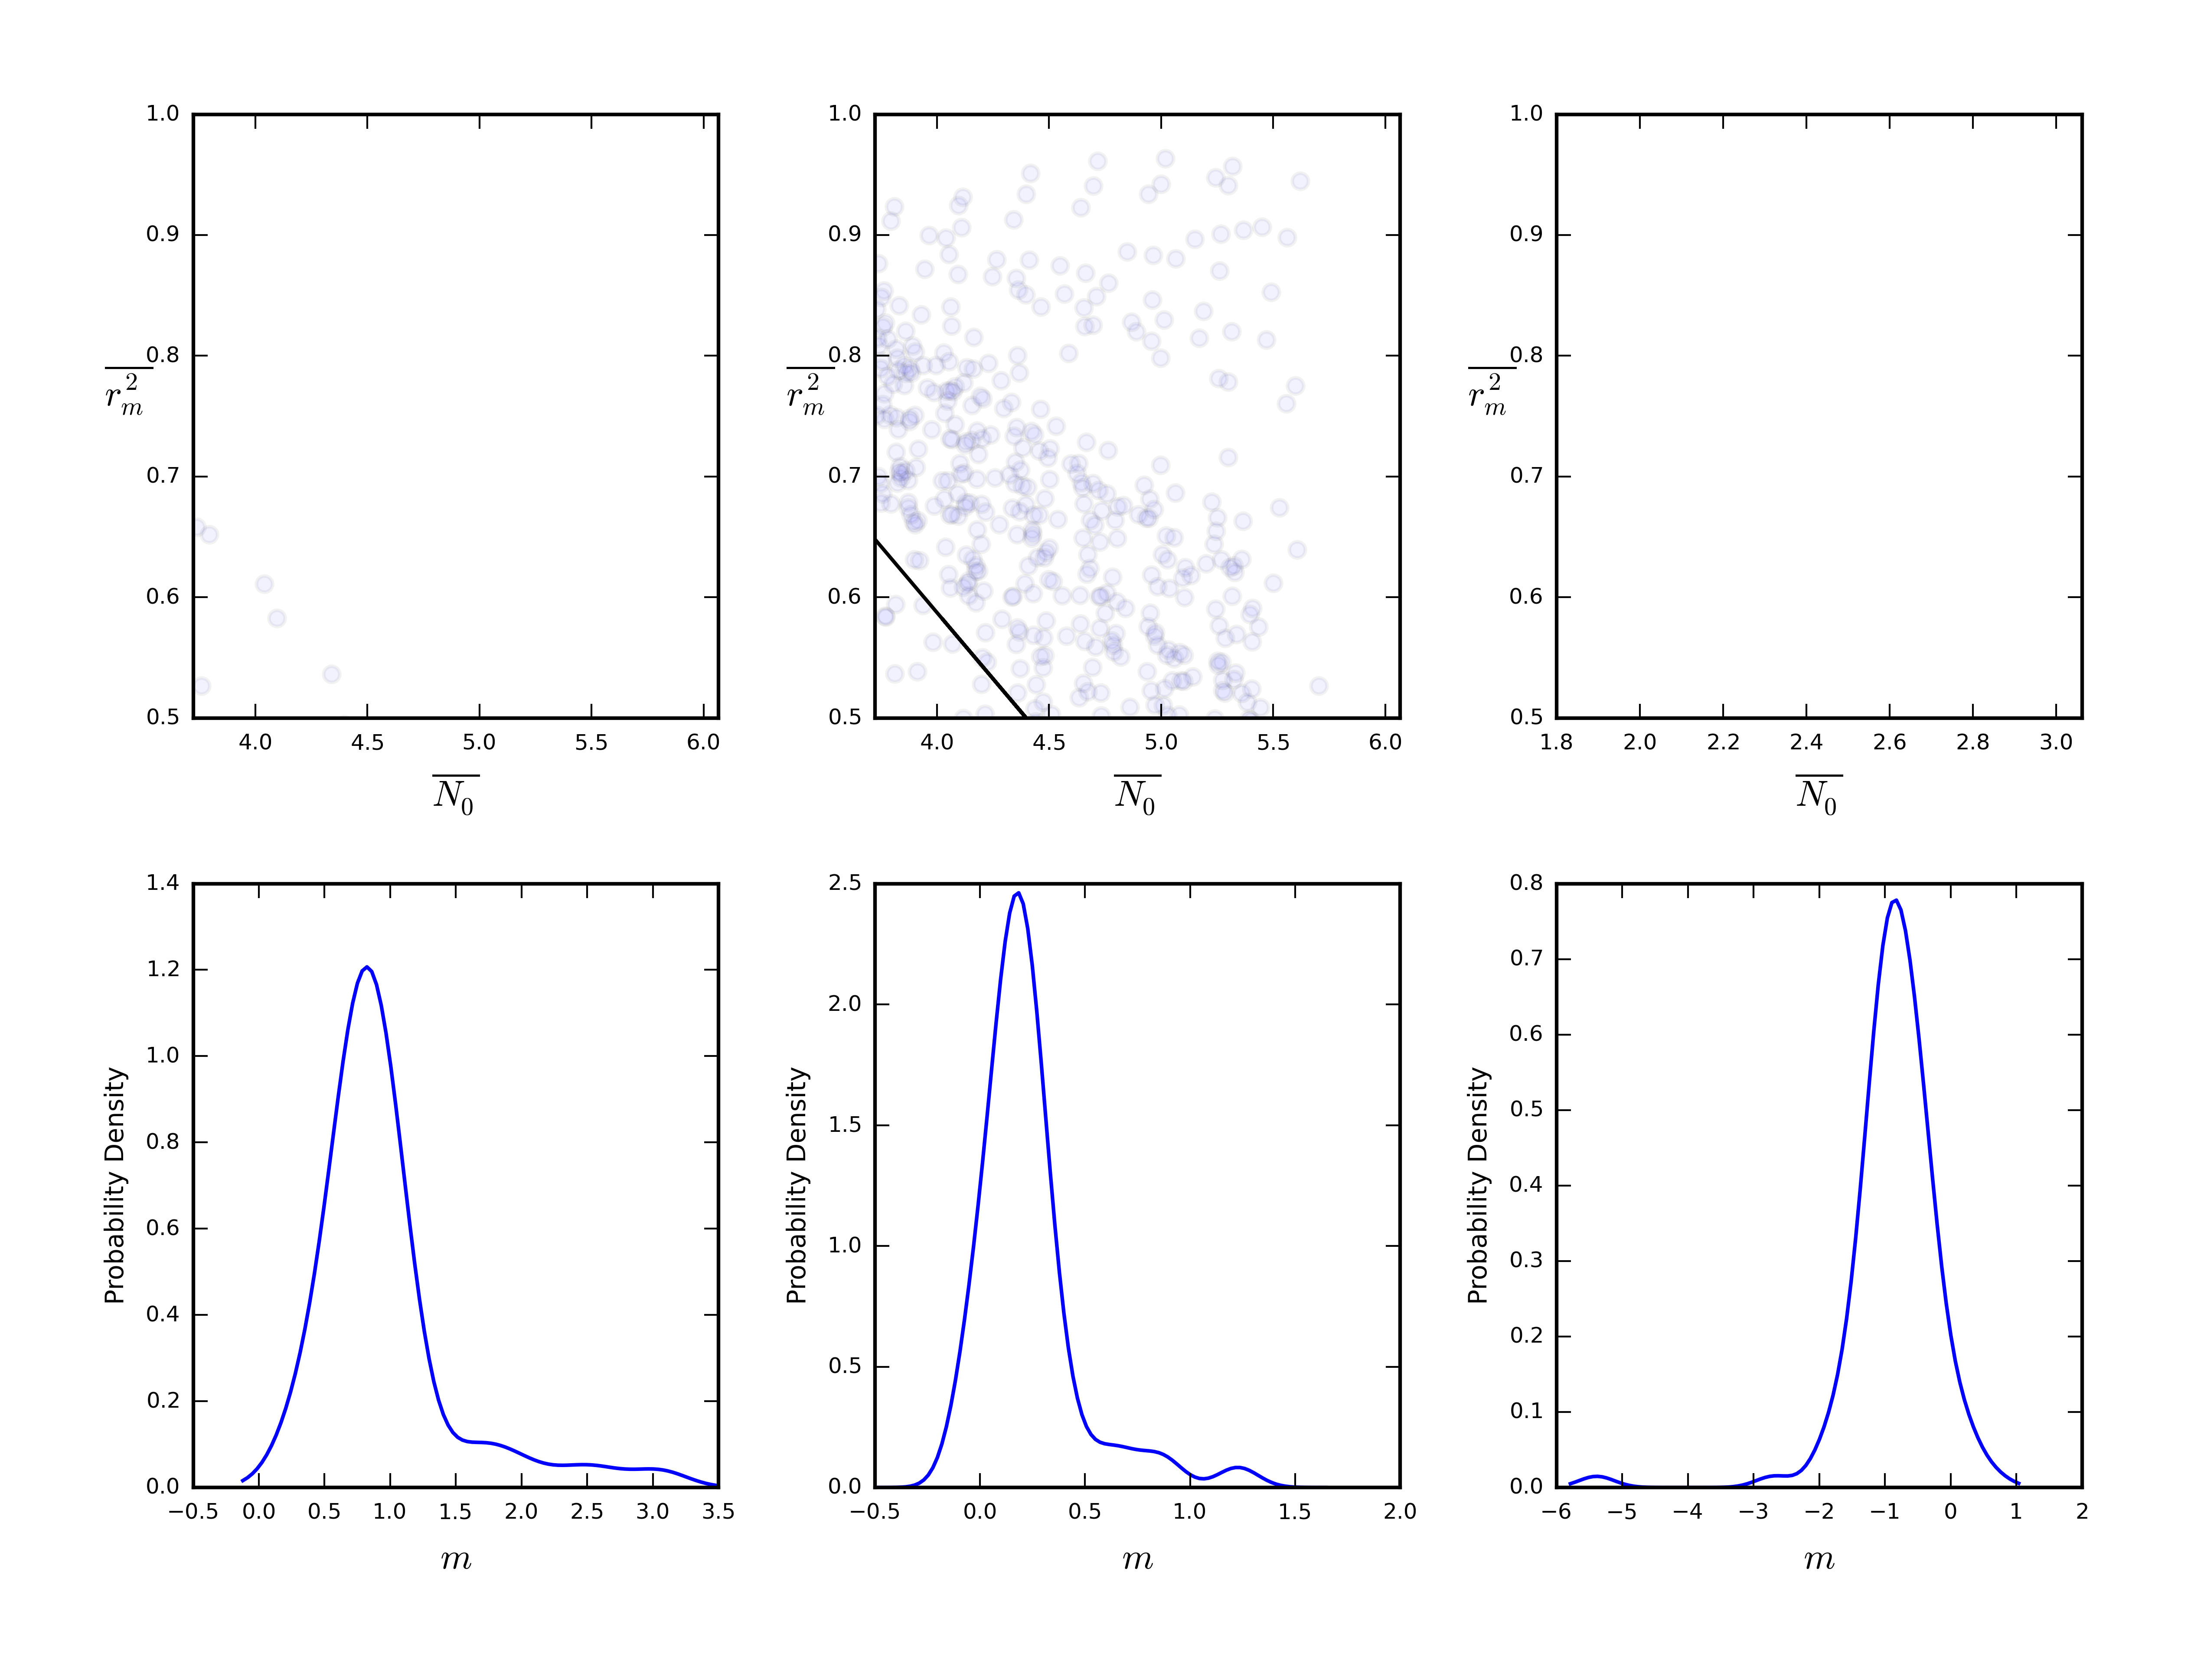 1.0 1.0 1.0
0.9 0.9 0.9
0.8 0.8 0.8
$\overline{r_m^2}$ $\overline{r_m^2}$ $\overline{r_m^2}$
0.7 0.7 0.7
0.6 0.6 0.6
0.5 0.5 0.5
4.0 4.5 5.0 5.5 6.0 4.0 4.5 5.0 5.5 6.0 1.8 2.0 2.2 2.4 2.6 2.8 3.0
$\overline{N_0}$ $\overline{N_0}$ $\overline{N_0}$
1.4
1.2
1.0
0.8
0.6
0.4
0.2
0.0
Probability Density
−0.5 0.0 0.5 1.0 1.5 2.0 2.5 3.0 3.5
m
2.5
2.0
1.5
1.0
0.5
0.0
Probability Density
−0.5 0.0 0.5 1.0 1.5 2.0
m
0.8
0.7
0.6
0.5
0.4
0.3
0.2
0.1
0.0
Probability Density
−6 −5 −4 −3 −2 −1 0 1 2
m